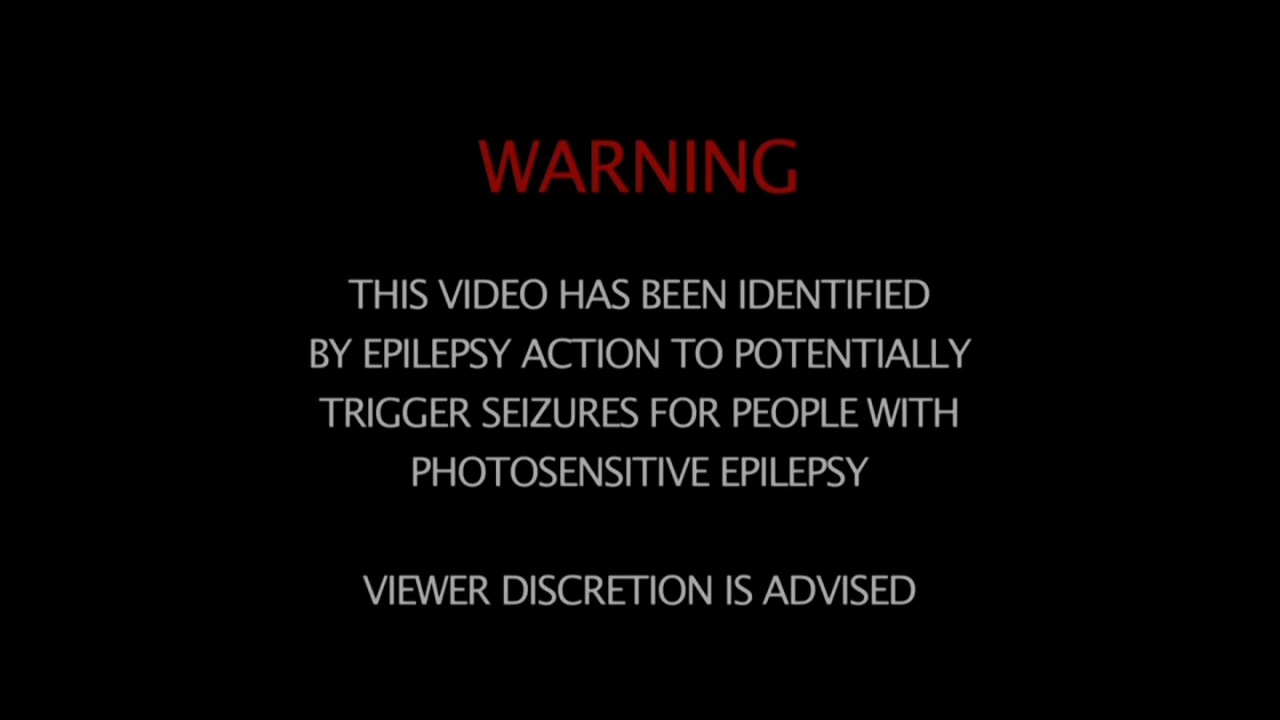 WARNING
THIS VIDEO HAS BEEN IDENTIFIED
BY EPILEPSY ACTION TO POTENTIALLY
TRIGGER SEIZURES FOR PEOPLE WITH
PHOTOSENSITIVE EPILEPSY
VIEWER DISCRETION IS ADVISED